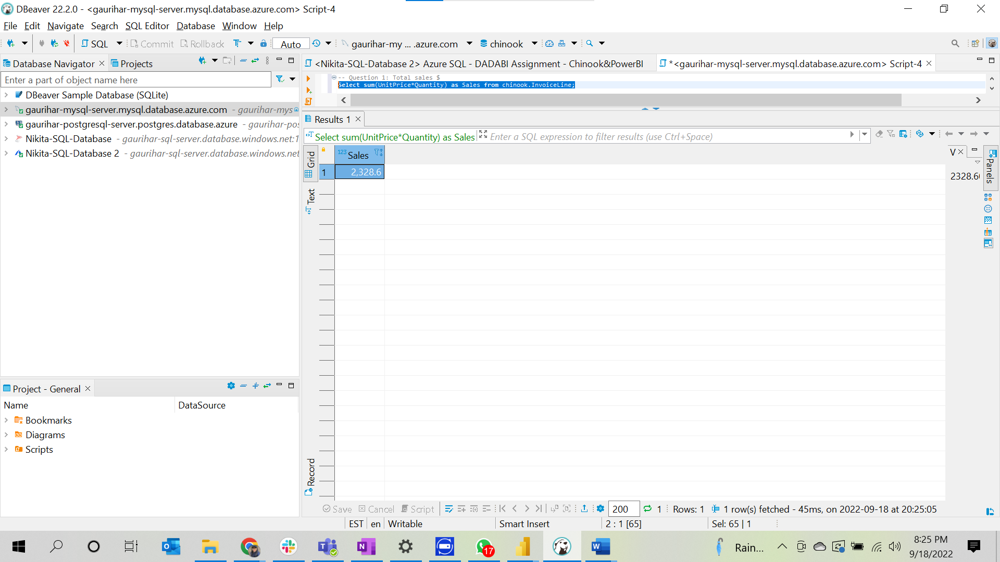 DBeaver 22.2.0 - <gaurihar-mysql-server.mysql.database.azure.com> Script-4
File Edit Navigate Search SQL Editor Database Window Help
SQL Commit Rollback Auto gaurihar-my ... .azure.com chinook
Database Navigator Projects
Enter a part of object name here
DBeaver Sample Database (SQLite)
gaurihar-mysql-server.mysql.database.azure.com - gaurihar-mys
gaurihar-postgresql-server.postgres.database.azure - gaurihar-pos
Nikita-SQL-Database - gaurihar-sql-server.database.windows.net:1
Nikita-SQL-Database 2 - gaurihar-sql-server.database.windows.net
Project - General
Name DataSource
Bookmarks
Diagrams
Scripts
<Nikita-SQL-Database 2> Azure SQL - DADABI Assignment - Chinook&PowerBI
*<gaurihar-mysql-server.mysql.database.azure.com> Script-4
-- Question 1: Total sales $
Select sum(UnitPrice*Quantity) as Sales from chinook.InvoiceLine;
Results 1
Select sum(UnitPrice*Quantity) as Sales Enter a SQL expression to filter results (use Ctrl+Space)
Grid
Text
Record
123 Sales
1 2,328.6
V
2328.6
Panels
Save Cancel Script 200 1 Rows: 1 1 row(s) fetched - 45ms, on 2022-09-18 at 20:25:05
EST en Writable Smart Insert 2 : 1 [65] Sel: 65 | 1
17
Rain...
8:25 PM
9/18/2022